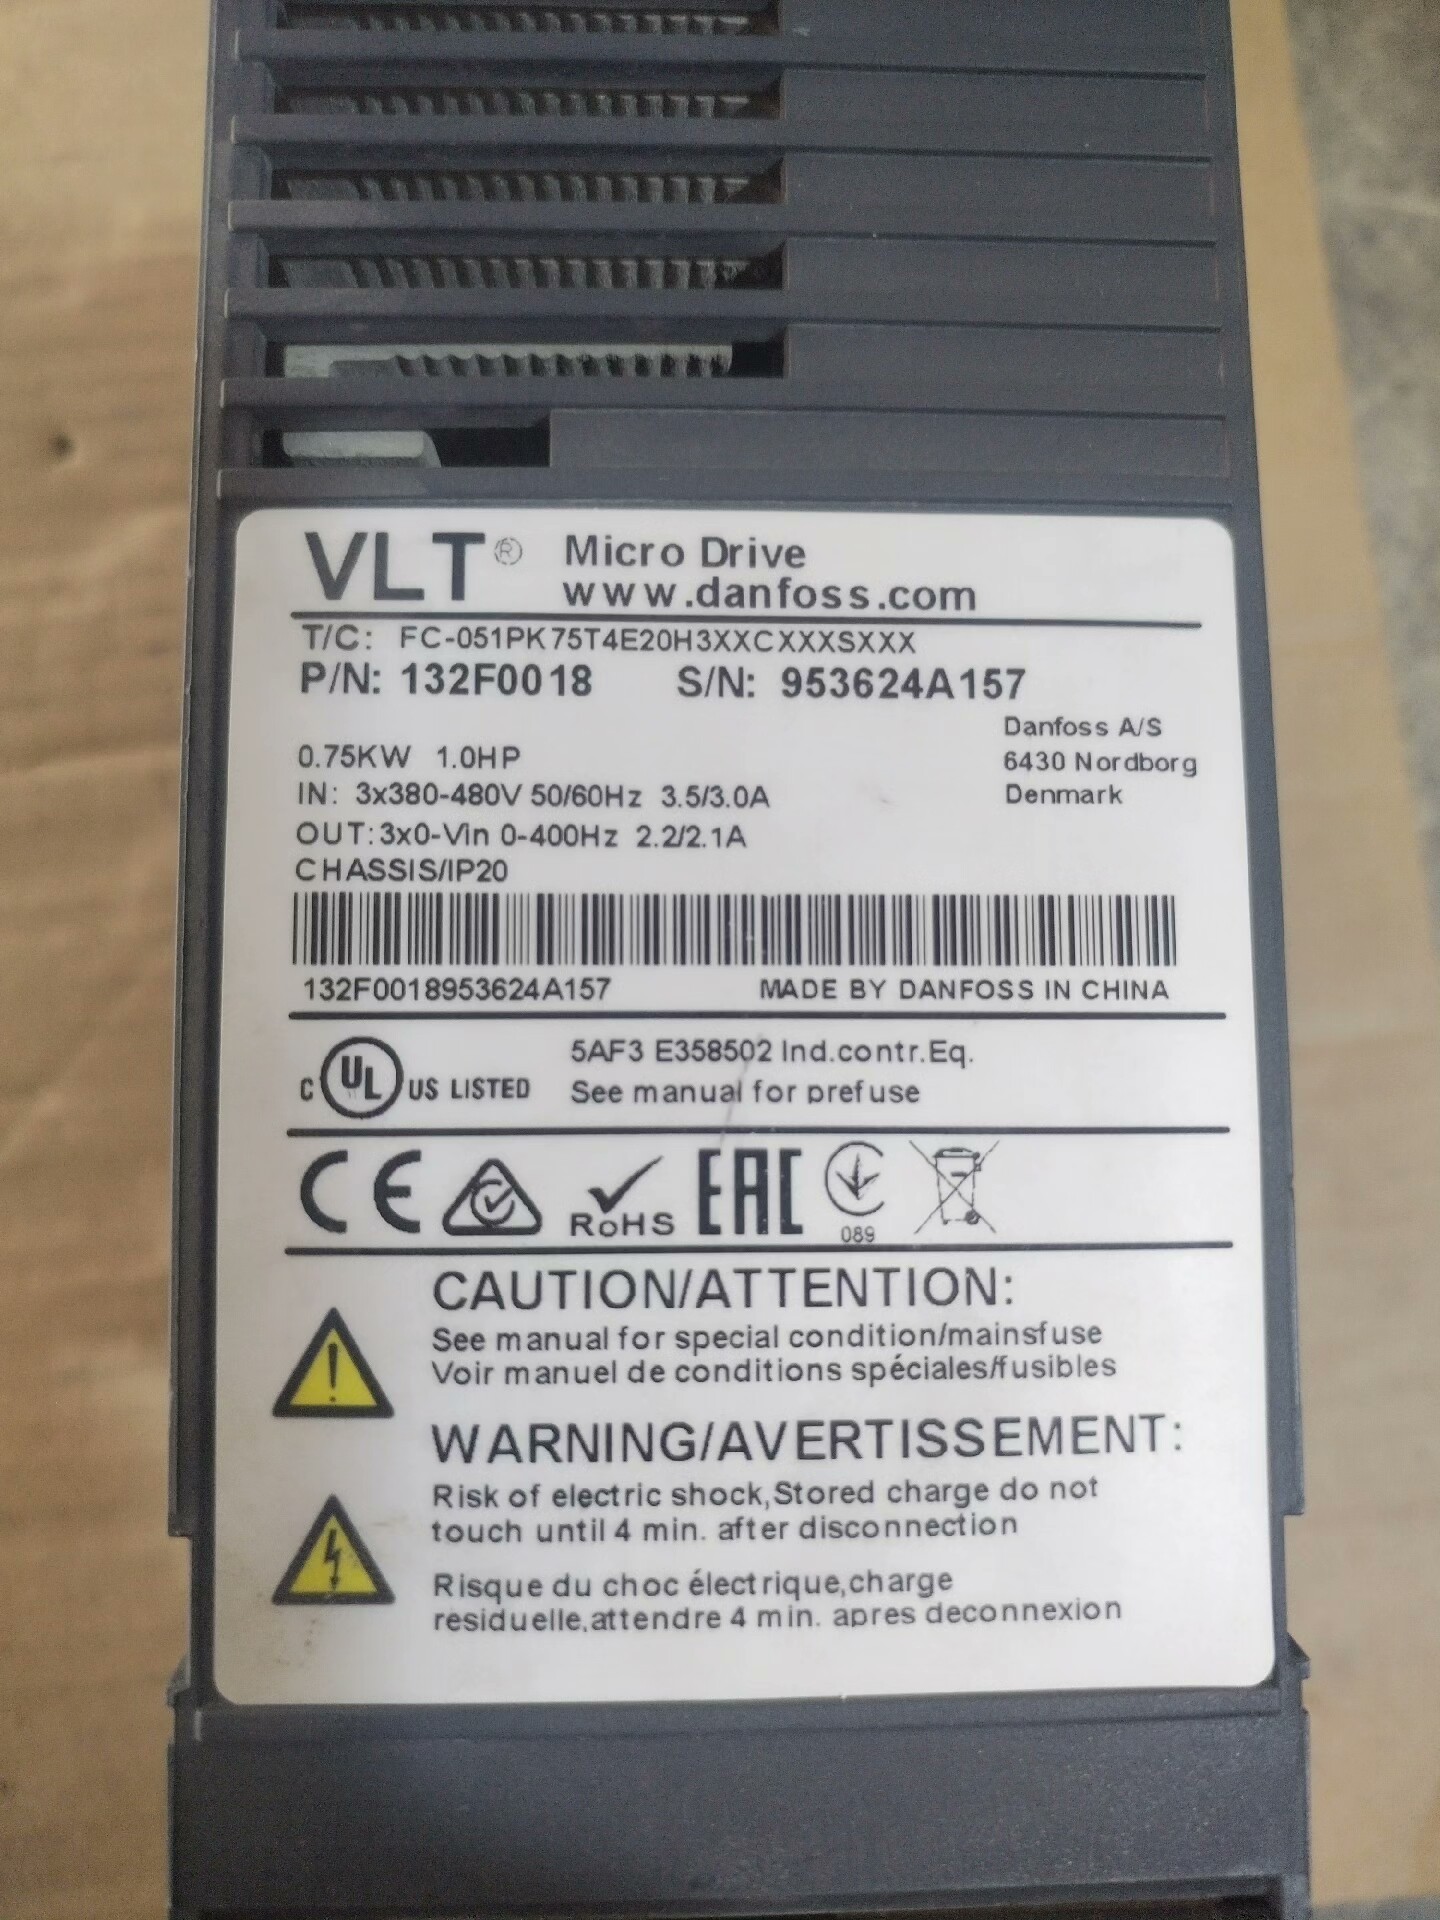 VLT® Micro Drive
www.danfoss.com
T/C: FC-051PK75T4E20H3XXCXXXSXXX
P/N: 132F0018 S/N: 953624A157
Danfoss A/S
6430 Nordborg
Denmark
0.75KW 1.0HP
IN: 3x380-480V 50/60Hz 3.5/3.0A
OUT:3x0-Vin 0-400Hz 2.2/2.1A
CHASSIS/IP20
132F0018953624A157 MADE BY DANFOSS IN CHINA
C UL US LISTED
5AF3 E358502 Ind.contr.Eq.
See manual for prefuse
CE RoHS EAC 089
CAUTION/ATTENTION:
See manual for special condition/mainsfuse
Voir manuel de conditions spéciales/fusibles
WARNING/AVERTISSEMENT:
Risk of electric shock,Stored charge do not
touch until 4 min. after disconnection
Risque du choc électrique,charge
residuelle,attendre 4 min. apres deconnexion